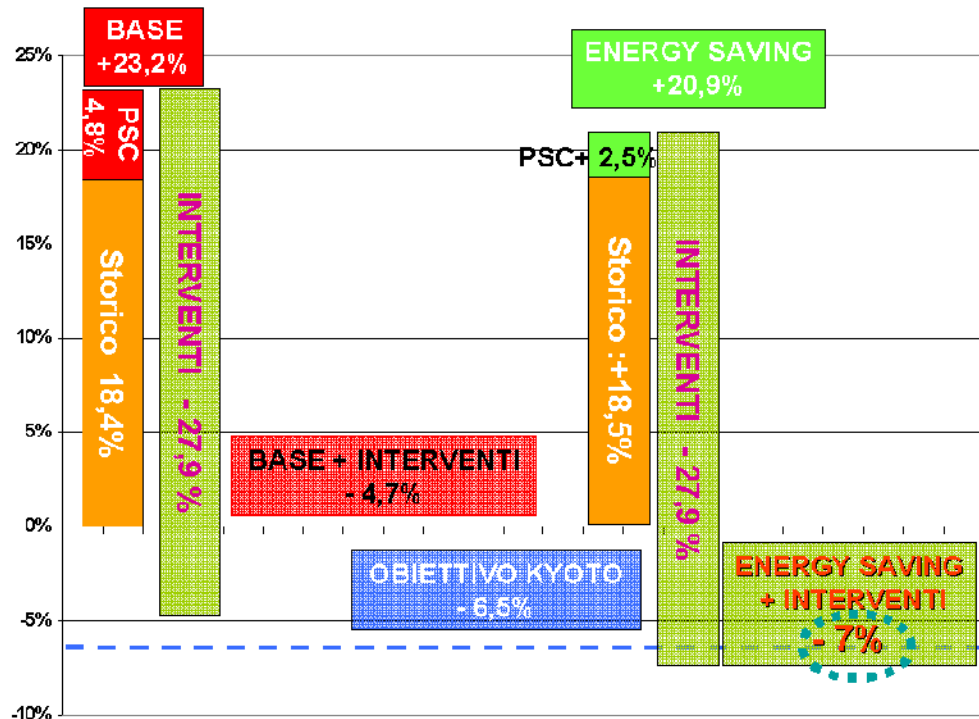 BASE
+23,2%
ENERGY SAVING
+20,9%
25%
20%
15%
10%
5%
0%
-5%
-10%
PSC
4,8%
Storico 18,4%
INTERVENTI - 27,9 %
BASE + INTERVENTI
- 4,7%
OBIETTIVO KYOTO
- 6,5%
PSC+ 2,5%
Storico :+18,5%
INTERVENTI - 27,9 %
ENERGY SAVING
+ INTERVENTI
- 7%